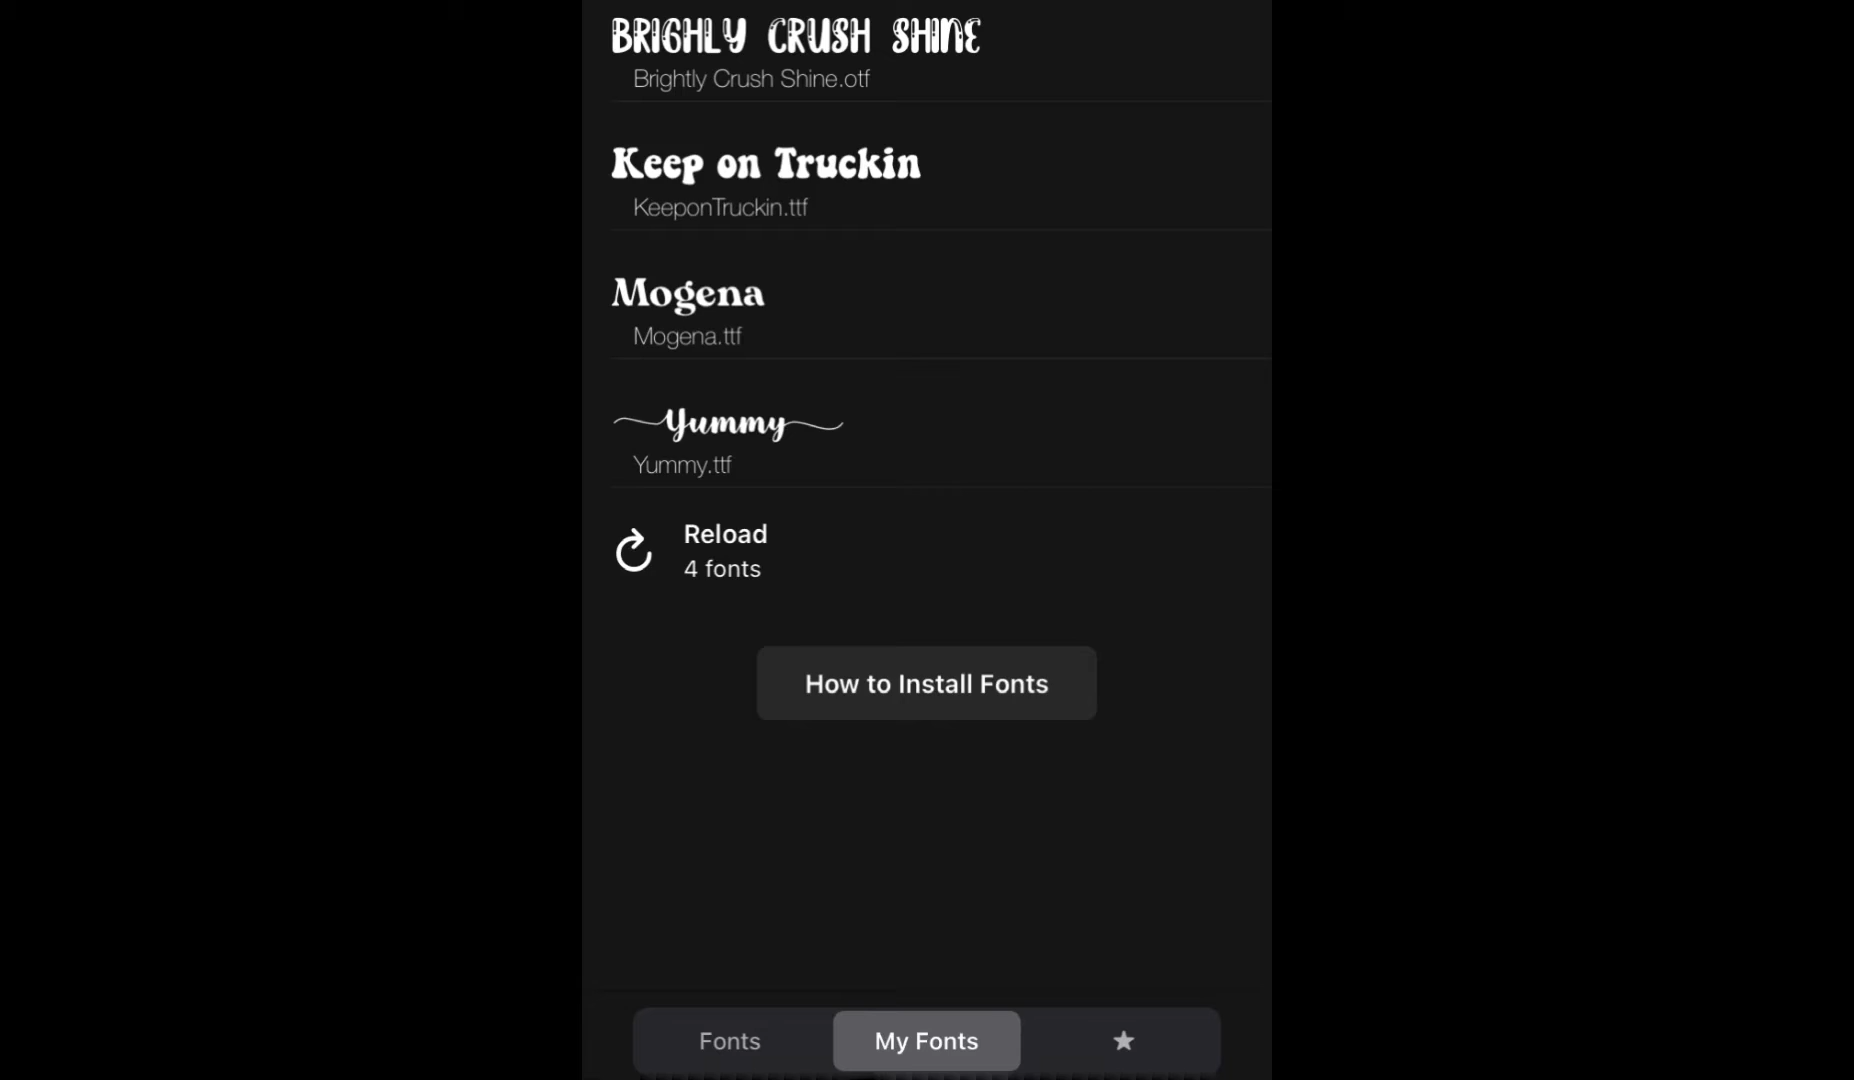 BRIGHLY CRUSH SHINE
Brightly Crush Shine.otf
Keep on Truckin
KeeponTruckin.ttf
Mogena
Mogena.ttf
Yummy
Yummy.ttf
Reload
4 fonts
How to Install Fonts
Fonts My Fonts ★